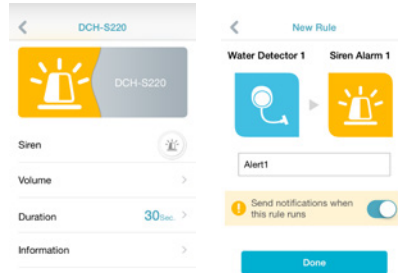 DCH-S220
DCH-S220
Siren
Volume
Duration 30Sec.
Information
New Rule
Water Detector 1 Siren Alarm 1
Alert1
Send notifications when
this rule runs
Done